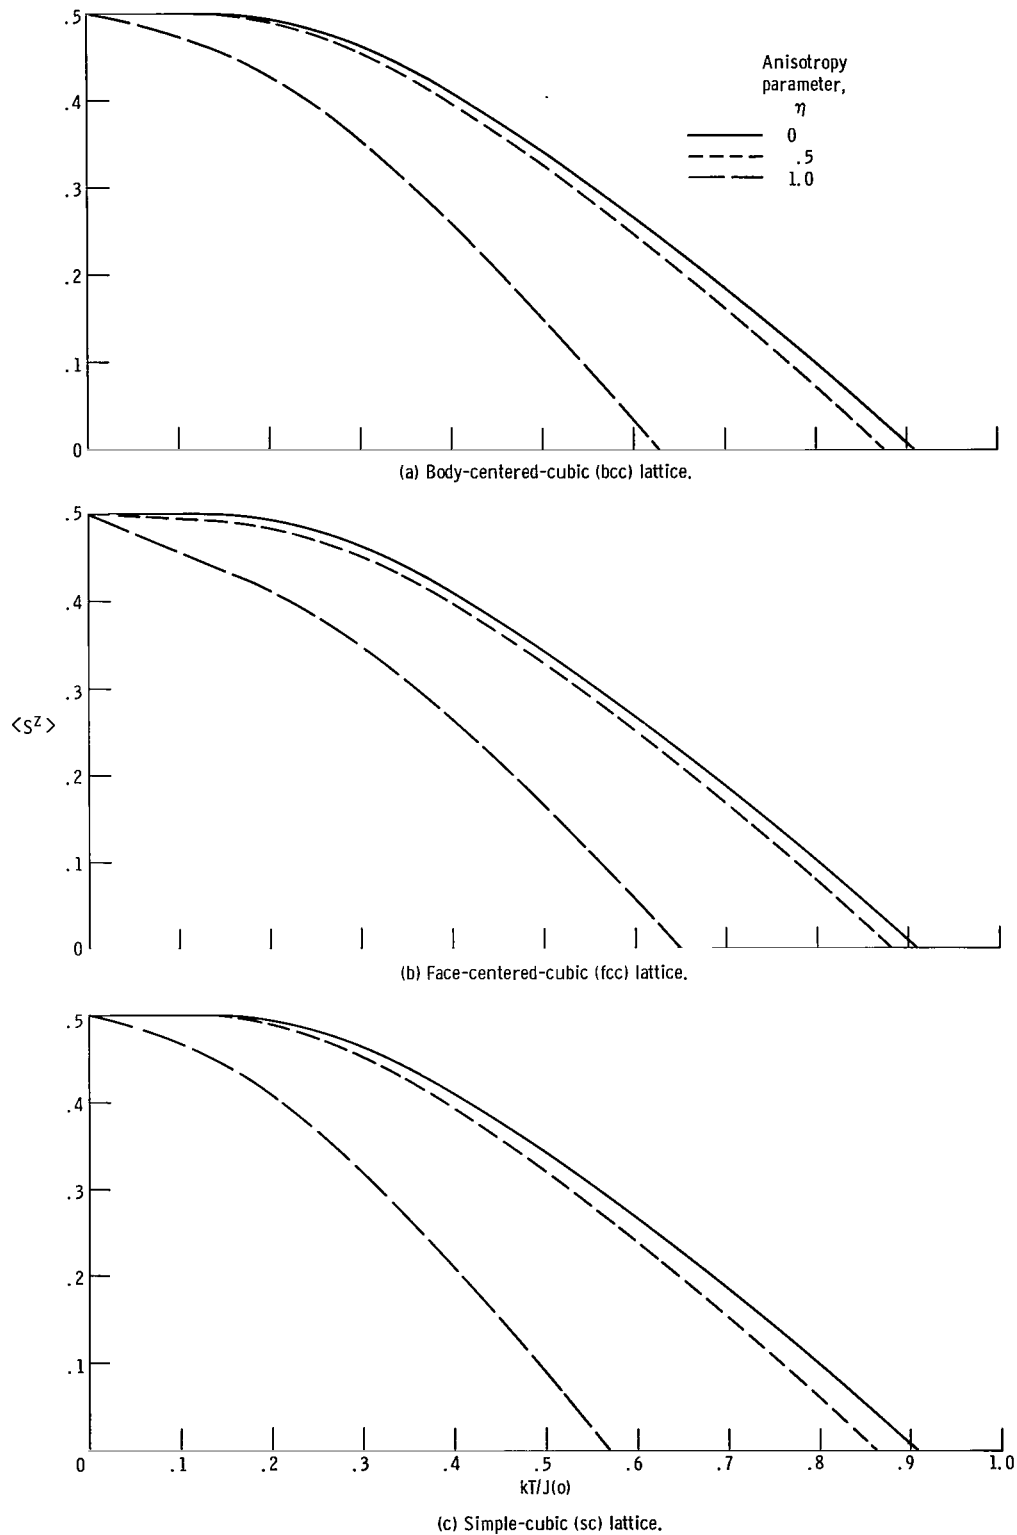 .5
.4
.3
.2
.1
0
Anisotropy
parameter,
η
0
.5
1.0
(a) Body-centered-cubic (bcc) lattice.
.5
.4
.3
.2
.1
0
<S^Z>
(b) Face-centered-cubic (fcc) lattice.
.5
.4
.3
.2
.1
0 .1 .2 .3 .4 .5 .6 .7 .8 .9 1.0
kT/J(o)
(c) Simple-cubic (sc) lattice.